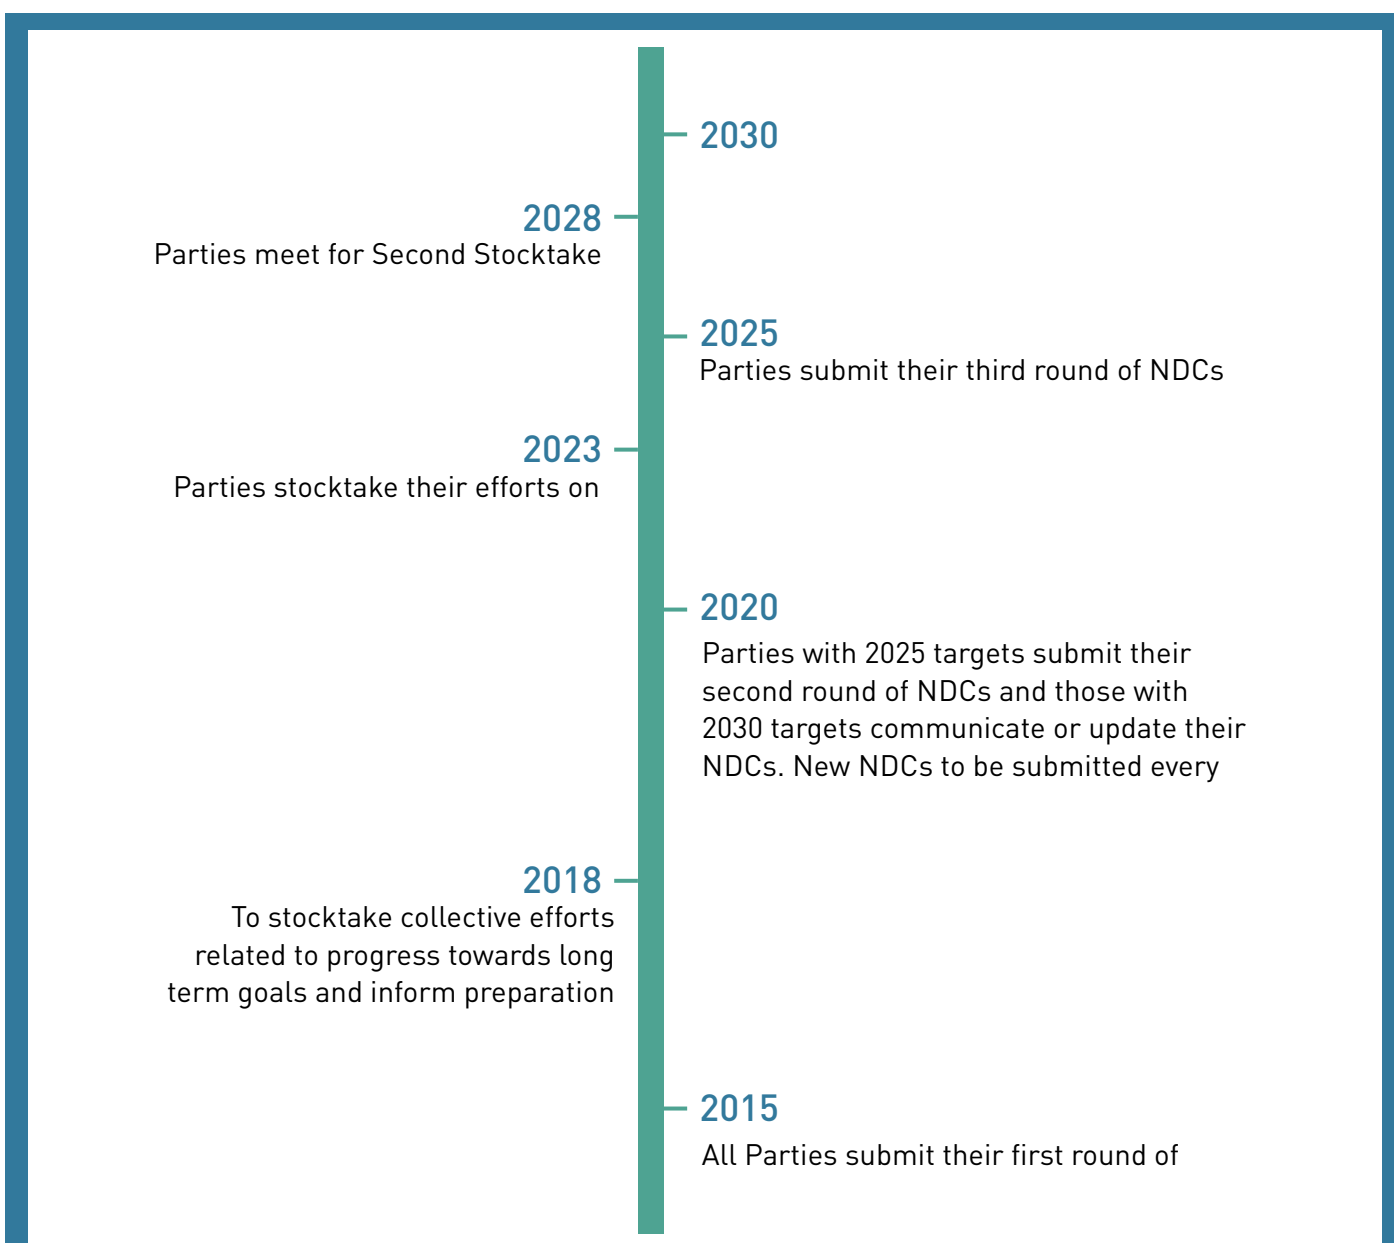 2030
2028
Parties meet for Second Stocktake
2025
Parties submit their third round of NDCs
2023
Parties stocktake their efforts on
2020
Parties with 2025 targets submit their
second round of NDCs and those with
2030 targets communicate or update their
NDCs. New NDCs to be submitted every
2018
To stocktake collective efforts
related to progress towards long
term goals and inform preparation
2015
All Parties submit their first round of